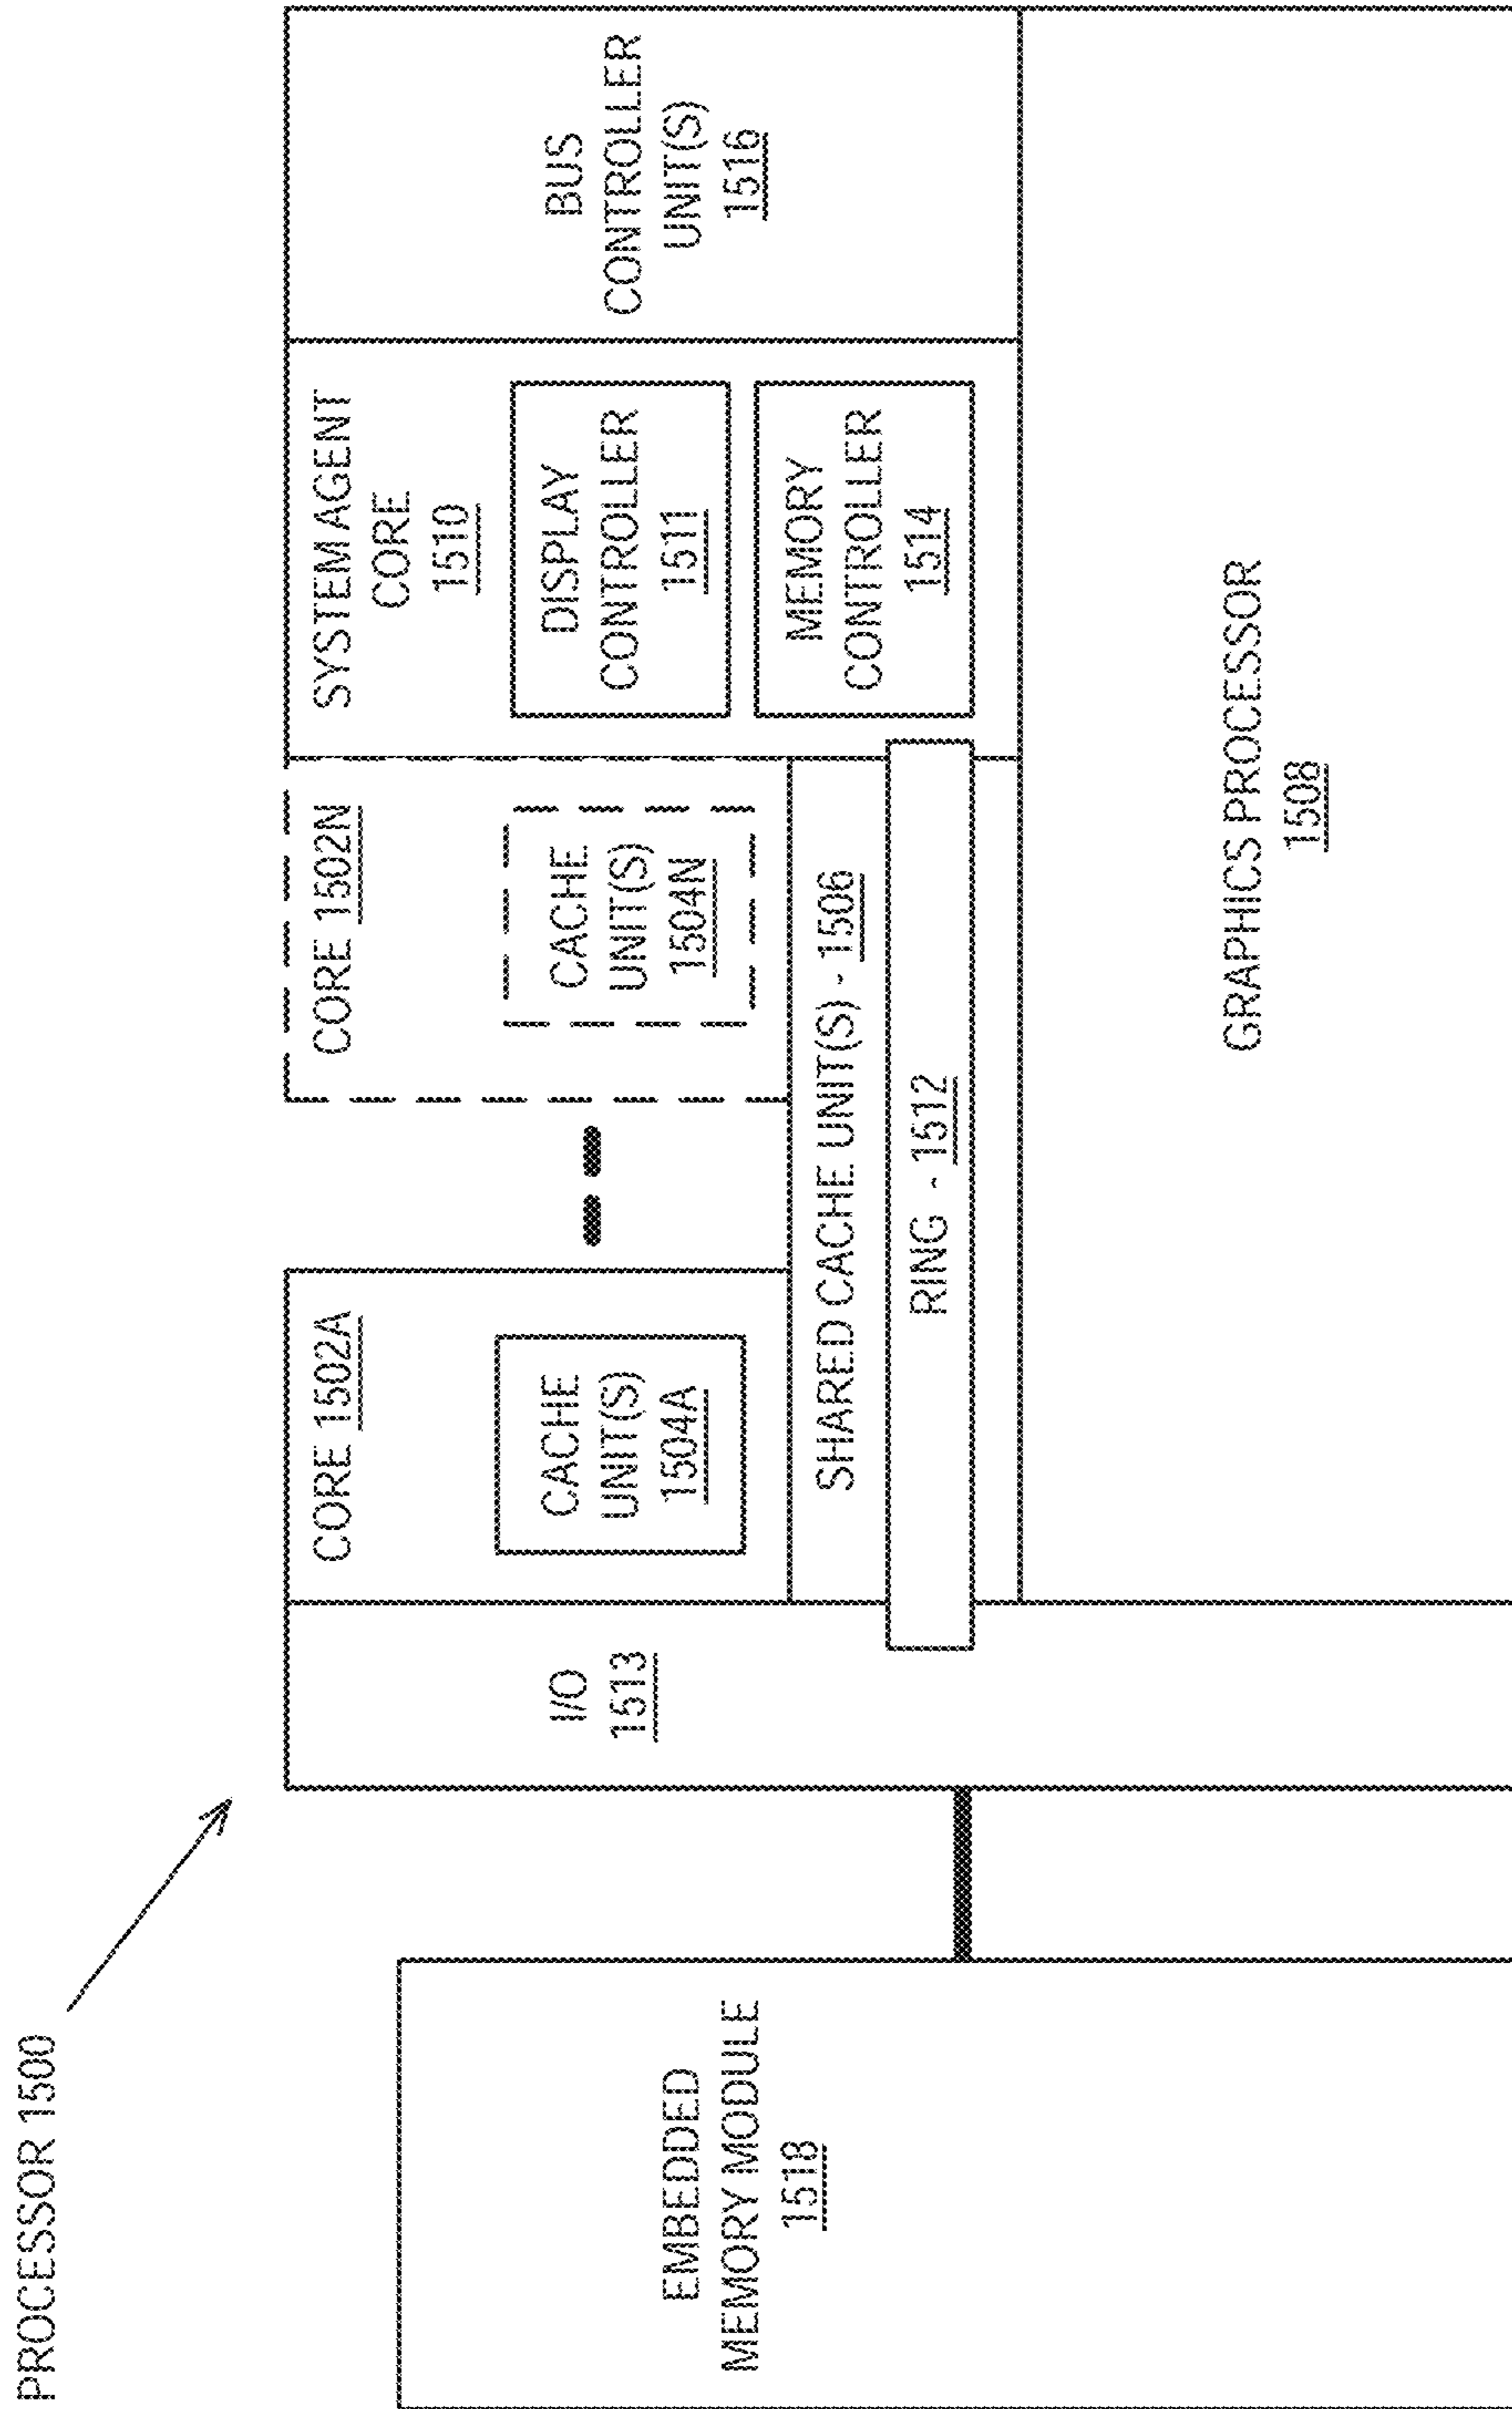 PROCESSOR 1500
EMBEDDED
MEMORY MODULE
1518
I/O
1513
CORE 1502A
CACHE
UNIT(S)
1504A
CORE 1502N
CACHE
UNIT(S)
1504N
SHARED CACHE UNIT(S) - 1506
RING - 1512
SYSTEM AGENT
CORE
1510
DISPLAY
CONTROLLER
1511
MEMORY
CONTROLLER
1514
BUS
CONTROLLER
UNIT(S)
1516
GRAPHICS PROCESSOR
1508